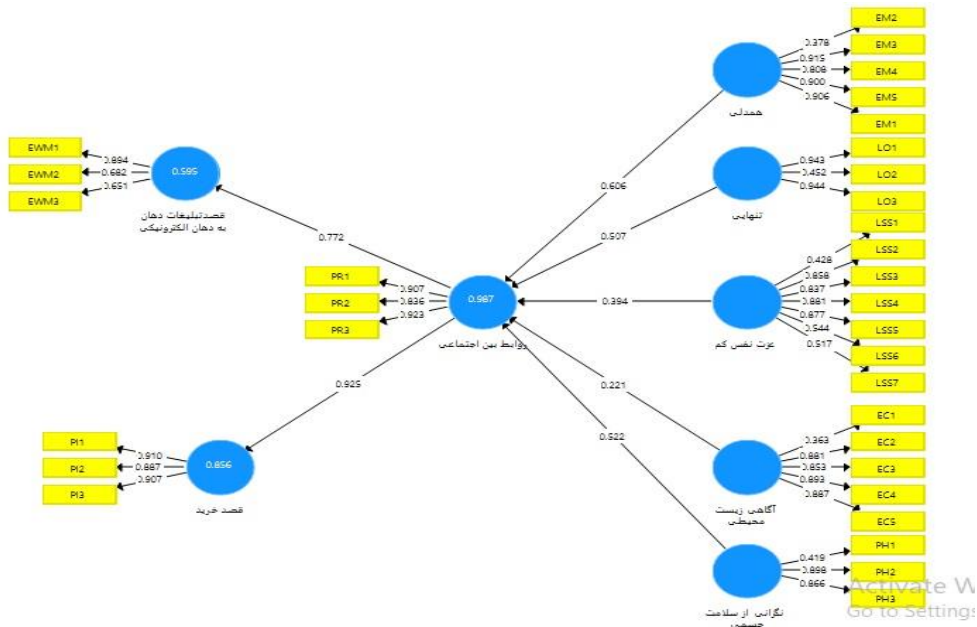 EM2
0.378
EM3
0.915
EM4
0.808
0.900
EM5
0.906
EM1
همدلی
LO1
0.943
0.452
LO2
0.944
LO3
تنهایی
LSS1
0.428
LSS2
0.858
LSS3
0.837
0.881
LSS4
0.877
LSS5
0.544
LSS6
0.517
LSS7
عزت نفس کم
EC1
0.363
EC2
0.881
0.853
EC3
0.893
EC4
0.887
EC5
آگاهی زیست
محیطی
PH1
0.419
0.898
PH2
0.866
PH3
نگرانی از سلامت
جسمی
0.606
0.507
0.394
0.221
0.522
PR1
0.907
PR2
0.836
PR3
0.923
0.987
روابط بین اجتماعی
0.772
0.925
EWM1
0.894
EWM2
0.682
EWM3
0.651
0.595
قصدتبلیغات دهان
به دهان الکترونیکی
PI1
0.910
PI2
0.887
PI3
0.907
0.856
قصد خرید
Activate W
Go to Settings